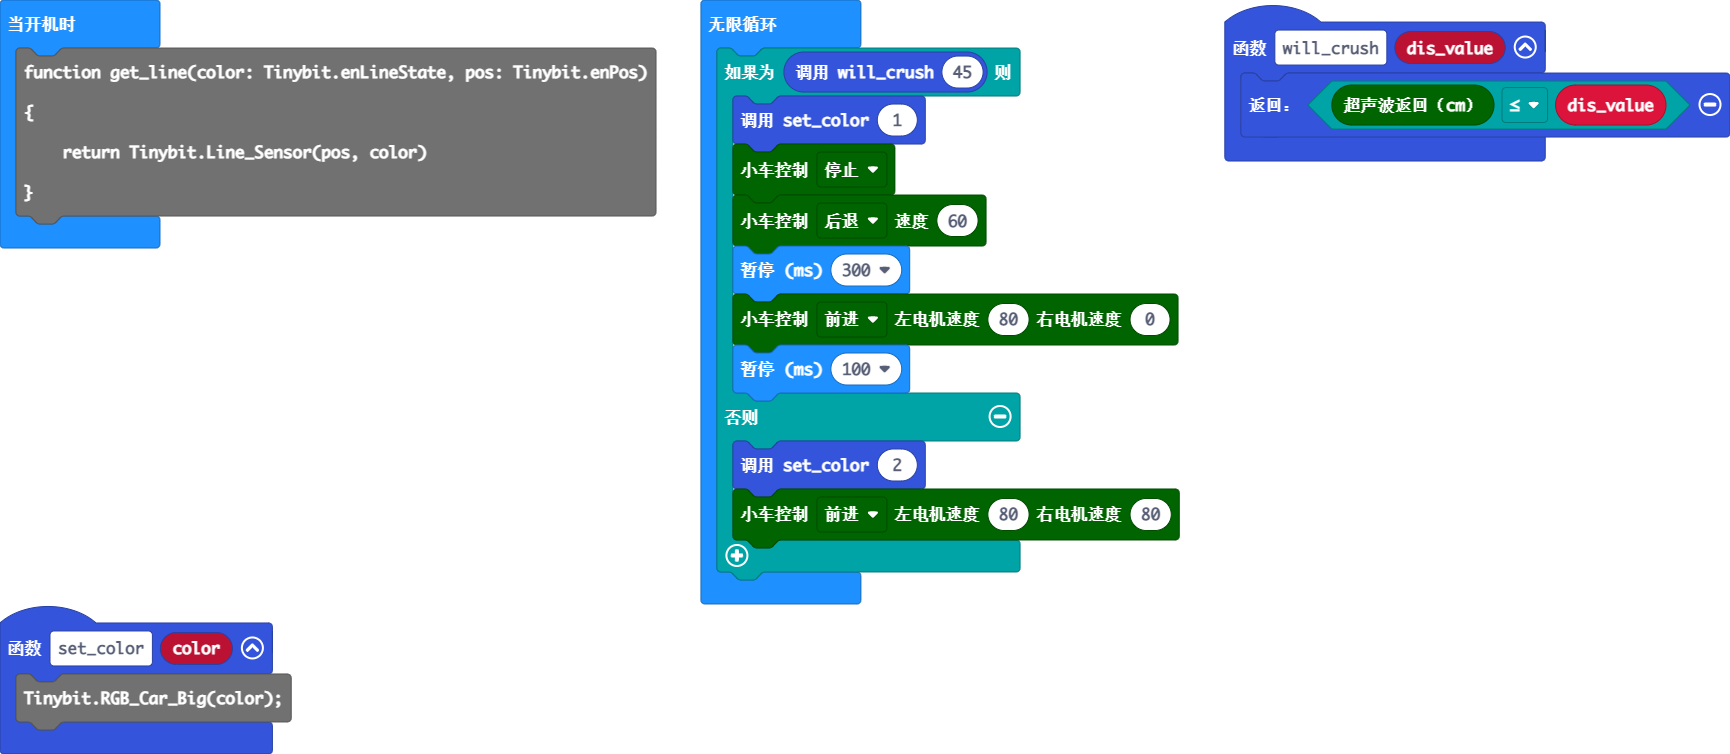 当开机时
function get_line(color: Tinybit.enLineState, pos: Tinybit.enPos)
{
return Tinybit.Line_Sensor(pos, color)
}
无限循环
如果为 调用 will_crush 45 则
调用 set_color 1
小车控制 停止
小车控制 后退 速度 60
暂停 (ms) 300
小车控制 前进 左电机速度 80 右电机速度 0
暂停 (ms) 100
否则
调用 set_color 2
小车控制 前进 左电机速度 80 右电机速度 80
函数 will_crush dis_value
返回: 超声波返回 (cm) ≤ dis_value
函数 set_color color
Tinybit.RGB_Car_Big(color);